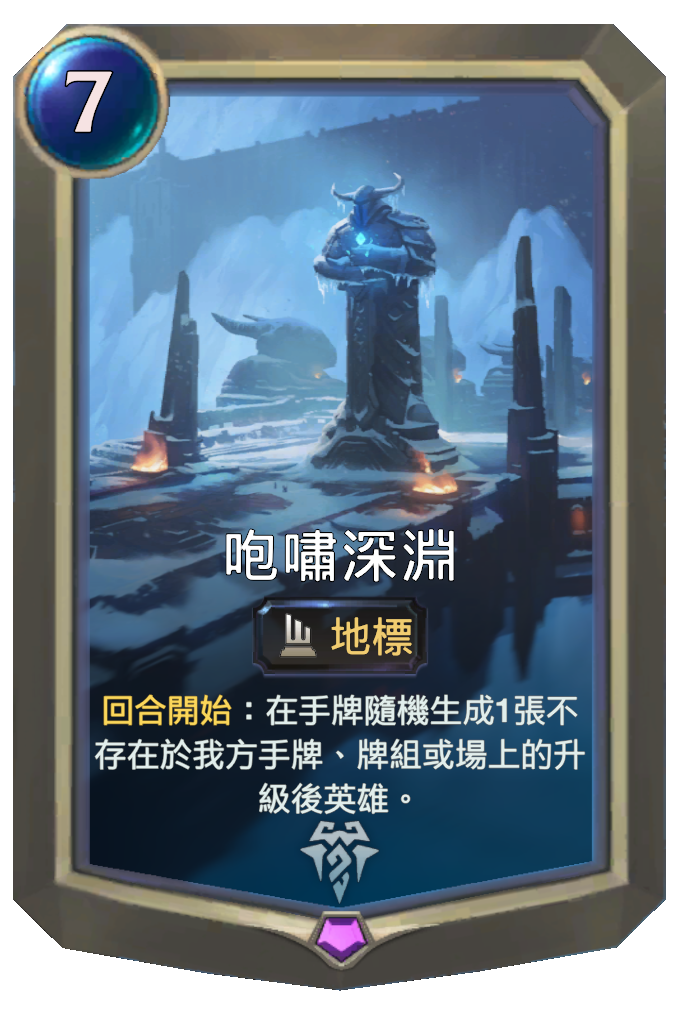 7
咆嘯深淵
地標
回合開始：在手牌隨機生成1張不
存在於我方手牌、牌組或場上的升
級後英雄。